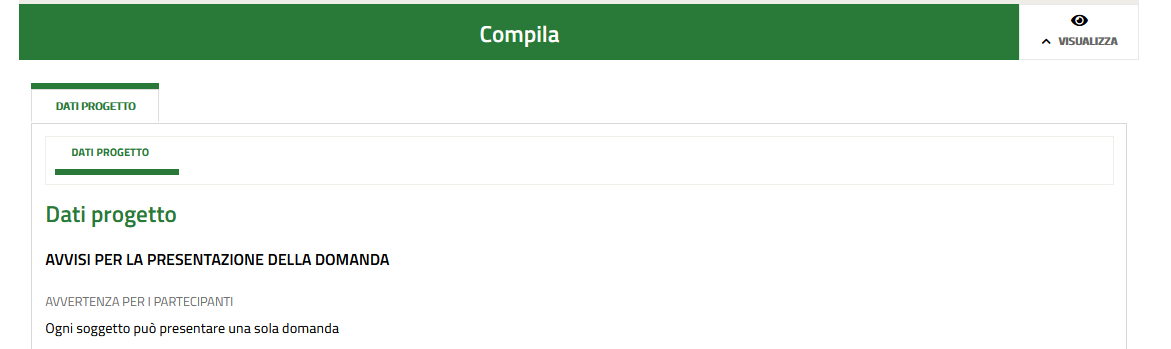 Compila
VISUALIZZA
DATI PROGETTO
DATI PROGETTO
Dati progetto
AVVISI PER LA PRESENTAZIONE DELLA DOMANDA
AVVERTENZA PER I PARTECIPANTI
Ogni soggetto può presentare una sola domanda